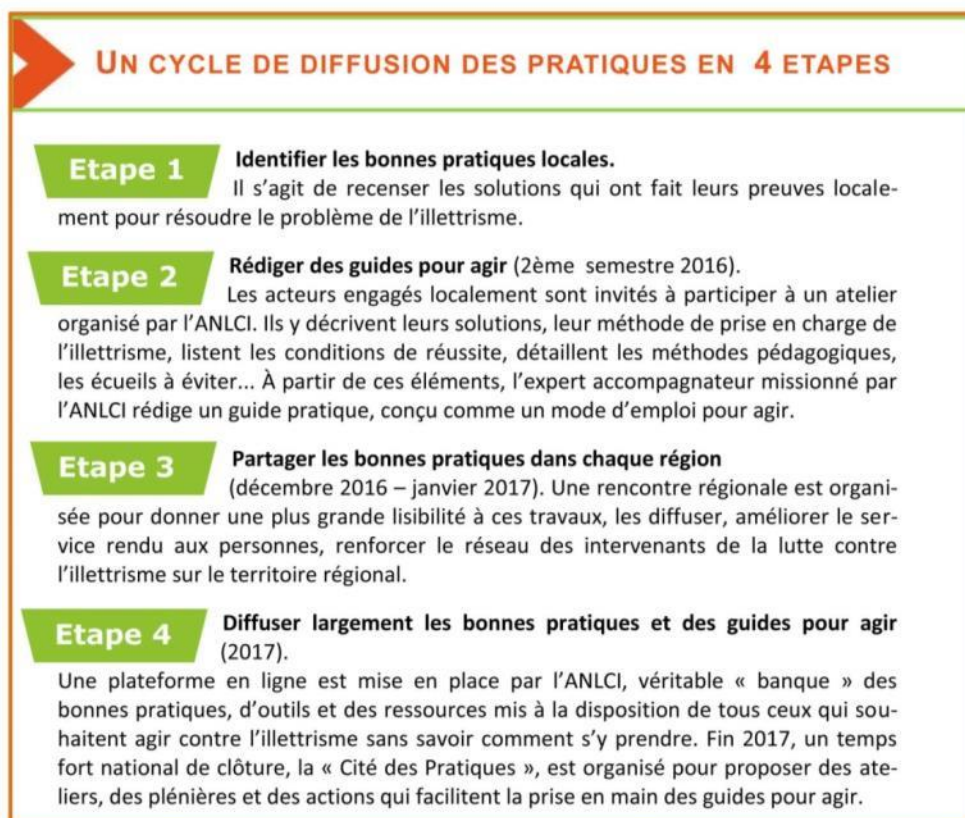 UN CYCLE DE DIFFUSION DES PRATIQUES EN 4 ETAPES
Etape 1
Identifier les bonnes pratiques locales.
Il s’agit de recenser les solutions qui ont fait leurs preuves locale-
ment pour résoudre le problème de l’illettrisme.
Etape 2
Rédiger des guides pour agir (2ème semestre 2016).
Les acteurs engagés localement sont invités à participer à un atelier
organisé par l’ANLCI. Ils y décrivent leurs solutions, leur méthode de prise en charge de
l’illettrisme, listent les conditions de réussite, détaillent les méthodes pédagogiques,
les écueils à éviter... À partir de ces éléments, l’expert accompagnateur missionné par
l’ANLCI rédige un guide pratique, conçu comme un mode d’emploi pour agir.
Etape 3
Partager les bonnes pratiques dans chaque région
(décembre 2016 – janvier 2017). Une rencontre régionale est organi-
sée pour donner une plus grande lisibilité à ces travaux, les diffuser, améliorer le ser-
vice rendu aux personnes, renforcer le réseau des intervenants de la lutte contre
l’illettrisme sur le territoire régional.
Etape 4
Diffuser largement les bonnes pratiques et des guides pour agir
(2017).
Une plateforme en ligne est mise en place par l’ANLCI, véritable « banque » des
bonnes pratiques, d’outils et des ressources mis à la disposition de tous ceux qui sou-
haitent agir contre l’illettrisme sans savoir comment s’y prendre. Fin 2017, un temps
fort national de clôture, la « Cité des Pratiques », est organisé pour proposer des ate-
liers, des plénières et des actions qui facilitent la prise en main des guides pour agir.